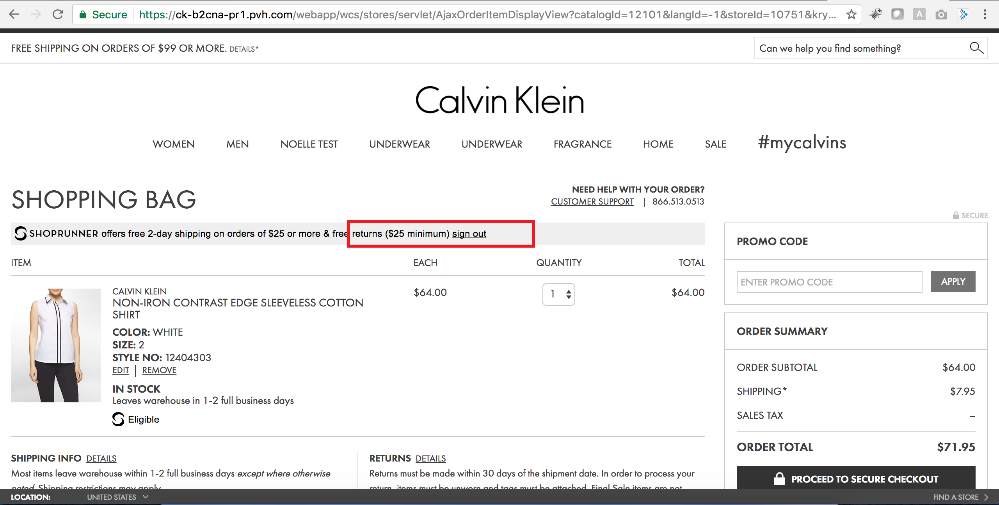 Secure https://ck-b2cna-pr1.pvh.com/webapp/wcs/stores/servlet/AjaxOrderItemDisplayView?catalogId=12101&langId=-1&storeId=10751&kry...
FREE SHIPPING ON ORDERS OF $99 OR MORE. DETAILS*
Can we help you find something?
Calvin Klein
WOMEN MEN NOELLE TEST UNDERWEAR UNDERWEAR FRAGRANCE HOME SALE #mycalvins
SHOPPING BAG
NEED HELP WITH YOUR ORDER?
CUSTOMER SUPPORT | 866.513.0513
SECURE
SHOPRUNNER offers free 2-day shipping on orders of $25 or more & free returns ($25 minimum) sign out
ITEM EACH QUANTITY TOTAL
CALVIN KLEIN
NON-IRON CONTRAST EDGE SLEEVELESS COTTON
SHIRT
$64.00 1 $64.00
COLOR: WHITE
SIZE: 2
STYLE NO: 12404303
EDIT | REMOVE
IN STOCK
Leaves warehouse in 1-2 full business days
Eligible
PROMO CODE
ENTER PROMO CODE APPLY
ORDER SUMMARY
ORDER SUBTOTAL $64.00
SHIPPING* $7.95
SALES TAX –
ORDER TOTAL $71.95
PROCEED TO SECURE CHECKOUT
SHIPPING INFO DETAILS
Most items leave warehouse within 1-2 full business days except where otherwise
noted. Shipping restrictions may apply.
RETURNS DETAILS
Returns must be made within 30 days of the shipment date. In order to process your
return, items must be unworn and tags must be attached. Final Sale items are not
LOCATION: UNITED STATES FIND A STORE